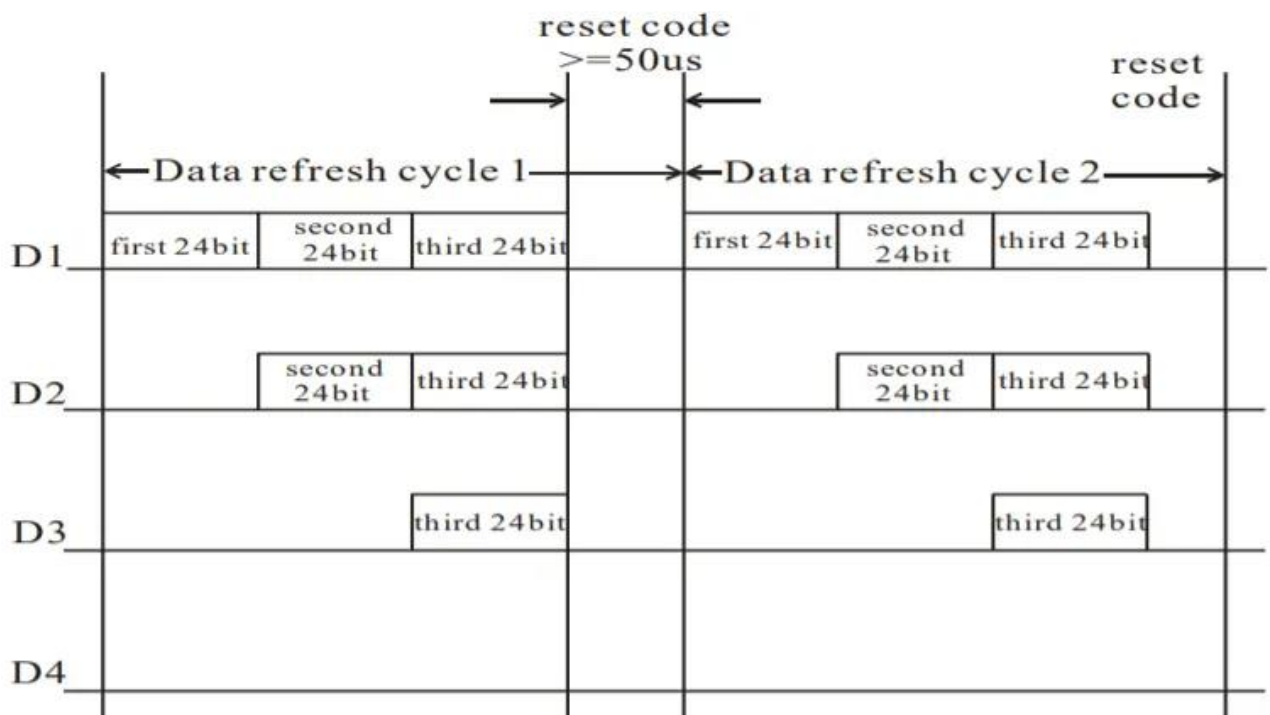 reset code
>=50us
reset
code
Data refresh cycle 1
Data refresh cycle 2
D1
first 24bit
second
24bit
third 24bit
first 24bit
second
24bit
third 24bit
D2
second
24bit
third 24bit
second
24bit
third 24bit
D3
third 24bit
third 24bit
D4